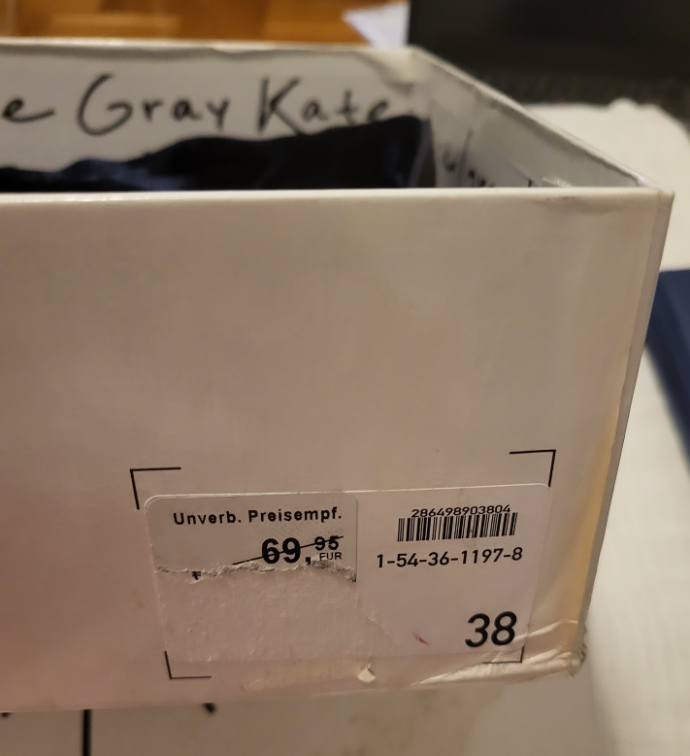 e Gray Kate
Unverb. Preisempf.
69,95
EUR
286498903804
1-54-36-1197-8
38